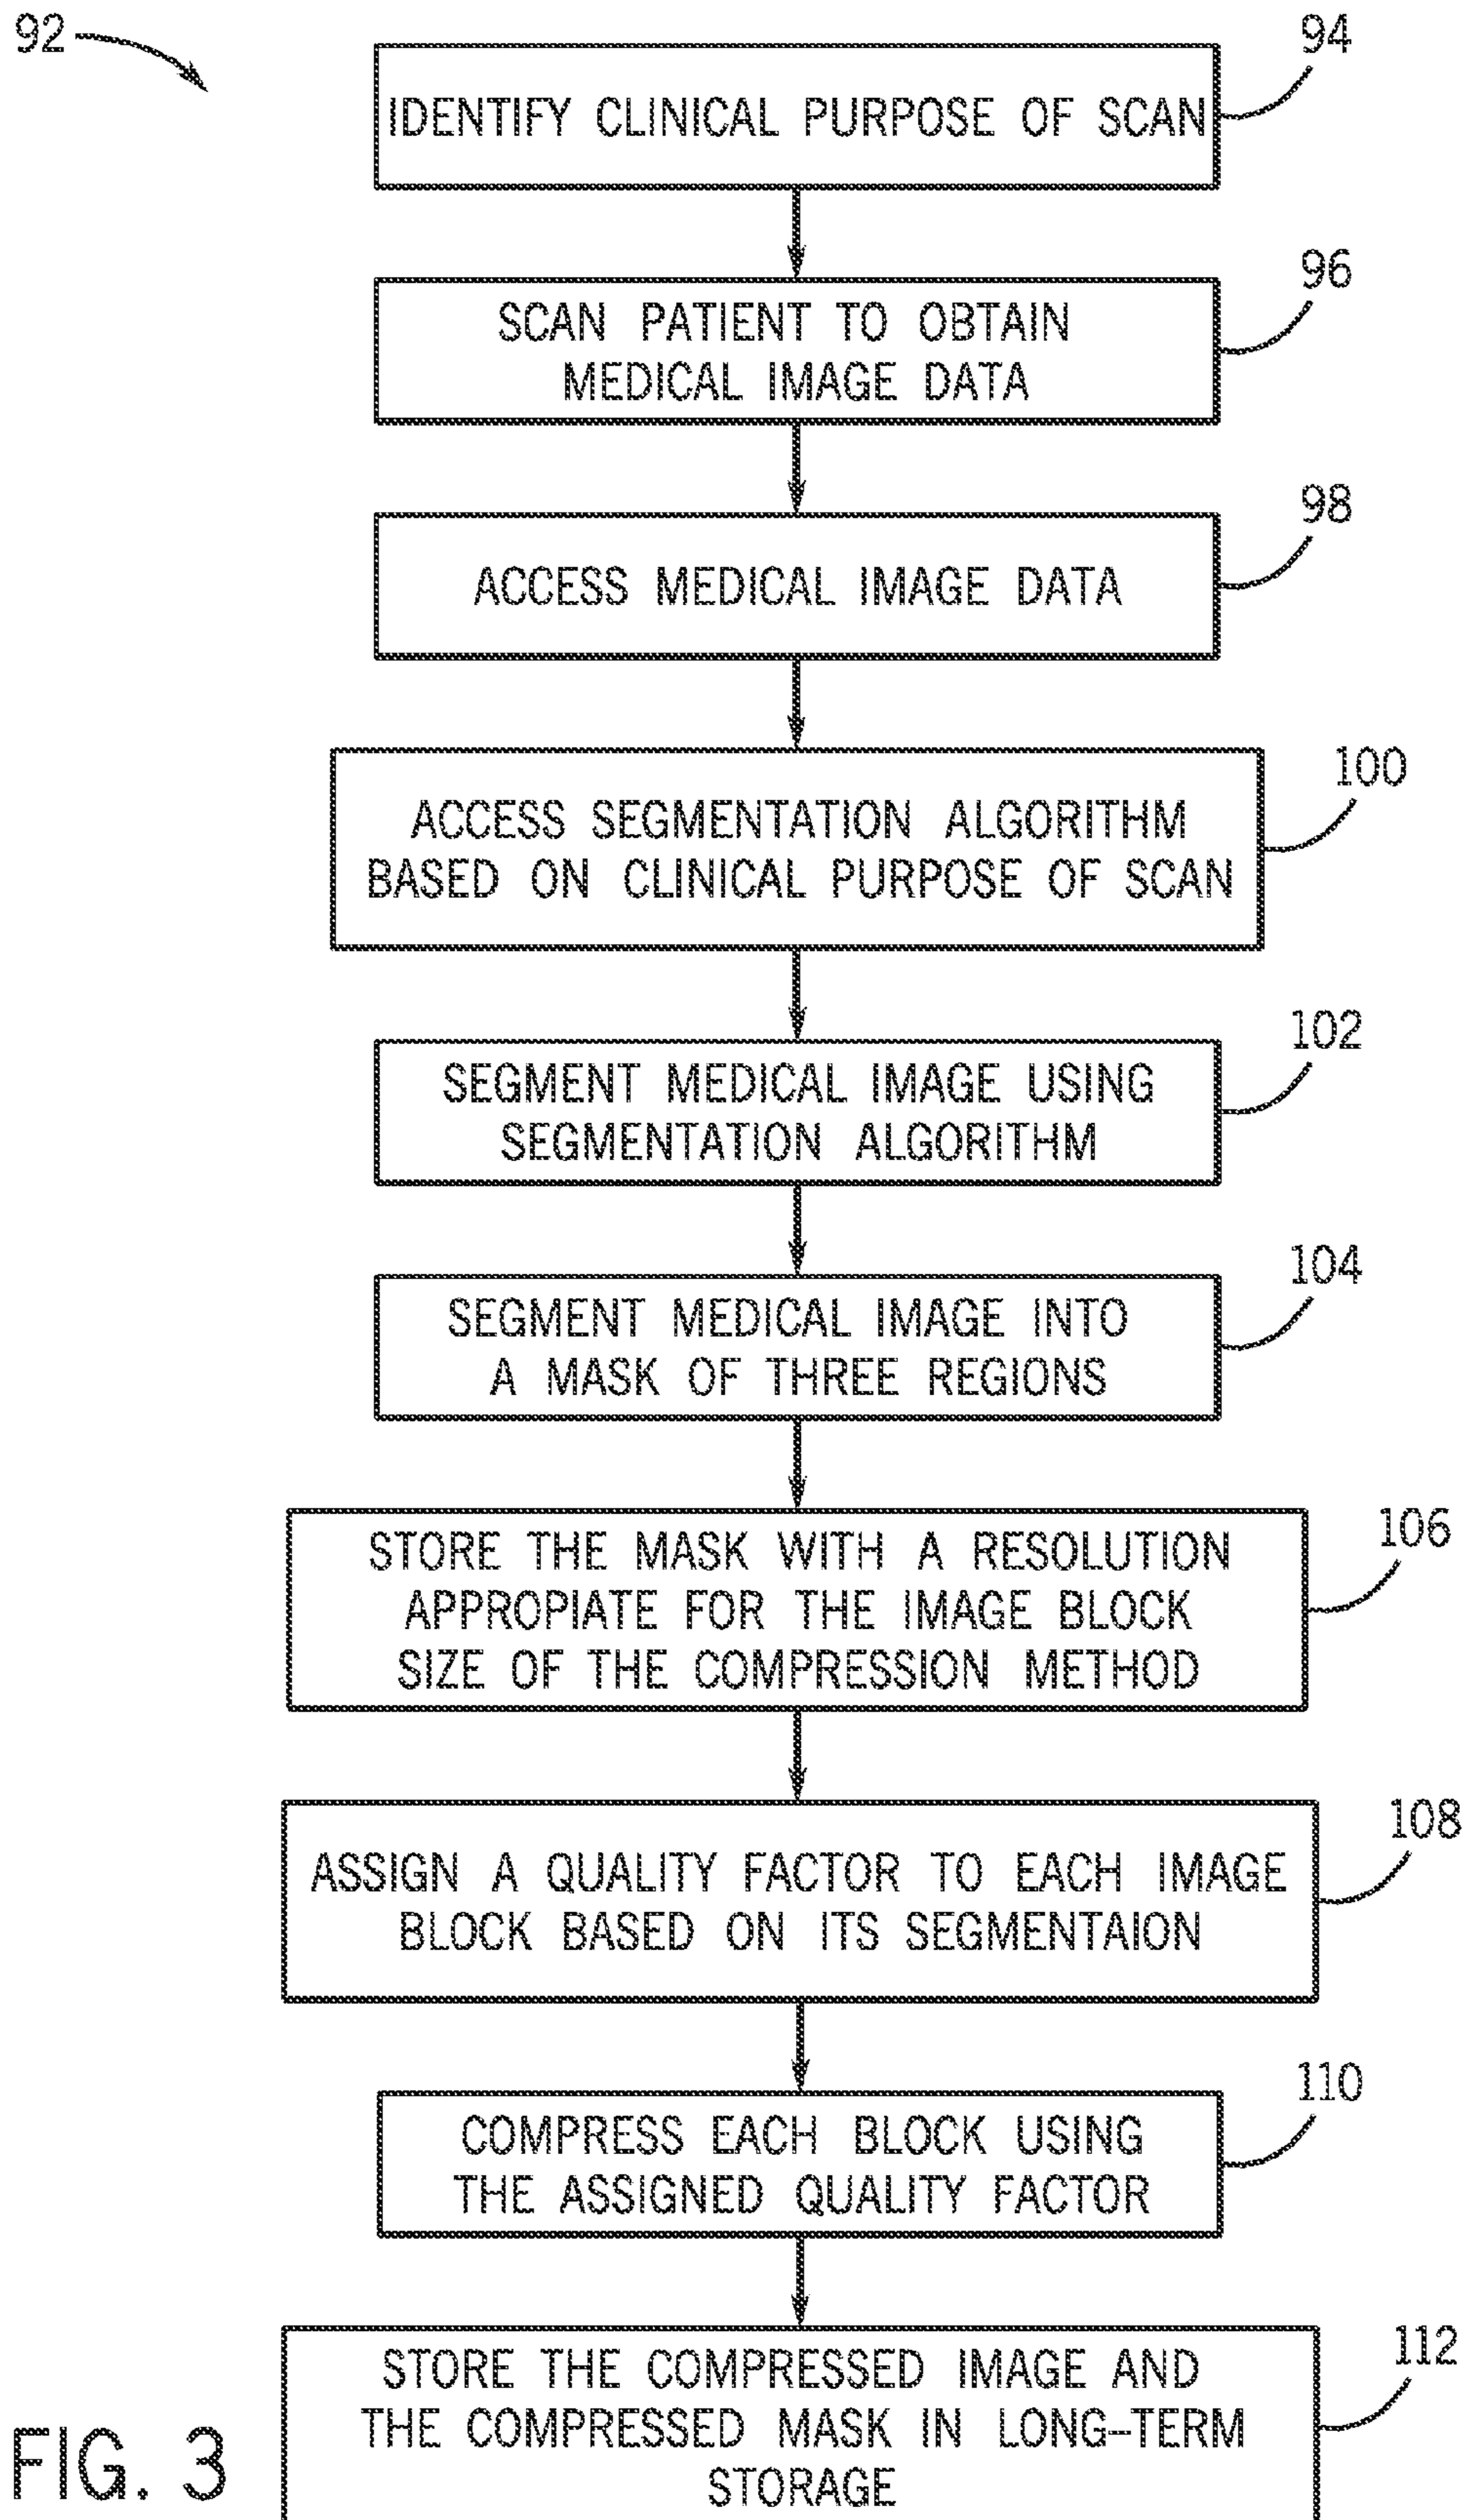 92
94
IDENTIFY CLINICAL PURPOSE OF SCAN
96
SCAN PATIENT TO OBTAIN
MEDICAL IMAGE DATA
98
ACCESS MEDICAL IMAGE DATA
100
ACCESS SEGMENTATION ALGORITHM
BASED ON CLINICAL PURPOSE OF SCAN
102
SEGMENT MEDICAL IMAGE USING
SEGMENTATION ALGORITHM
104
SEGMENT MEDICAL IMAGE INTO
A MASK OF THREE REGIONS
106
STORE THE MASK WITH A RESOLUTION
APPROPIATE FOR THE IMAGE BLOCK
SIZE OF THE COMPRESSION METHOD
108
ASSIGN A QUALITY FACTOR TO EACH IMAGE
BLOCK BASED ON ITS SEGMENTAION
110
COMPRESS EACH BLOCK USING
THE ASSIGNED QUALITY FACTOR
112
STORE THE COMPRESSED IMAGE AND
THE COMPRESSED MASK IN LONG-TERM
STORAGE
FIG. 3